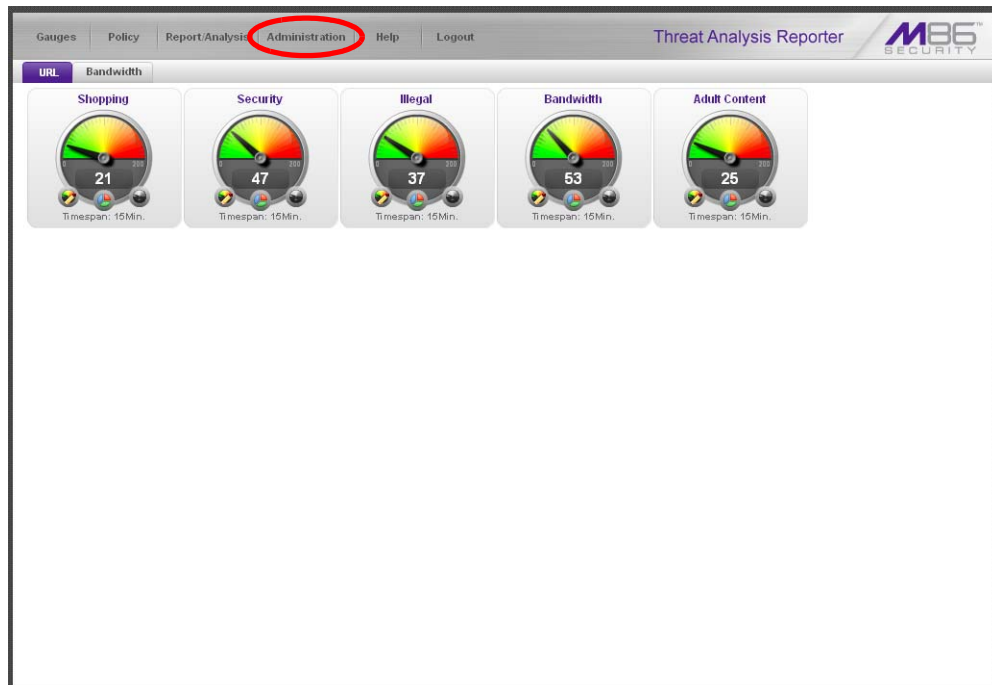 Gauges Policy Report/Analysis Administration Help Logout Threat Analysis Reporter M86™
SECURITY
URL Bandwidth
Shopping Security Illegal Bandwidth Adult Content
0 200 0 200 0 200 0 200 0 200
21 47 37 53 25
Timespan: 15Min. Timespan: 15Min. Timespan: 15Min. Timespan: 15Min. Timespan: 15Min.